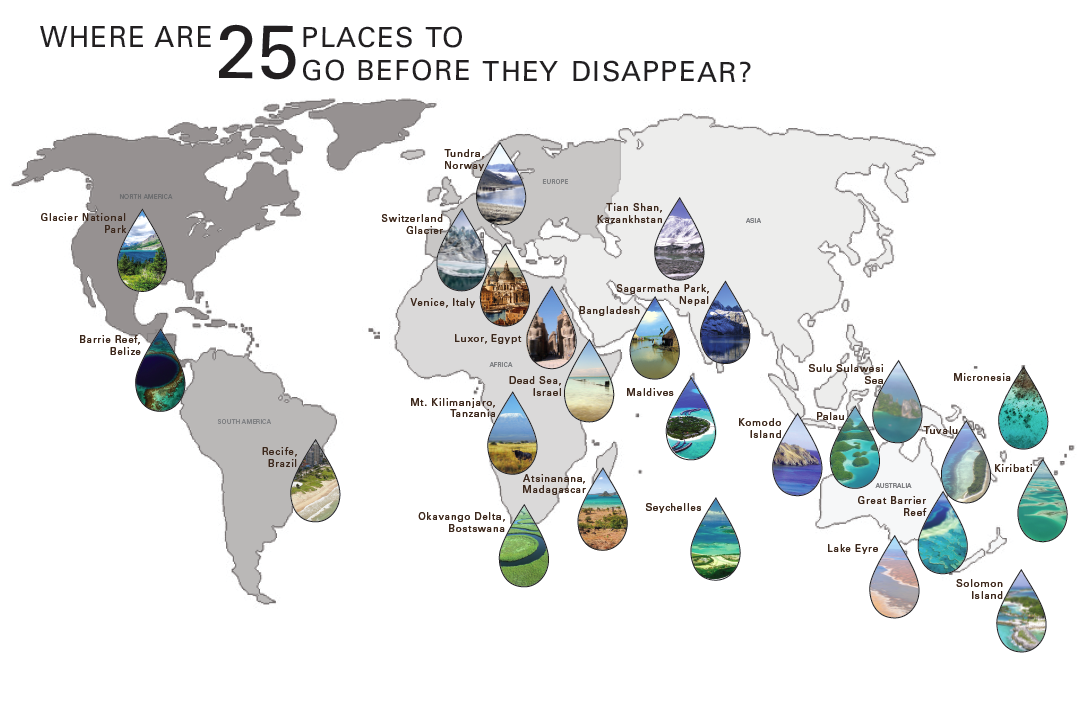 WHERE ARE 25 PLACES TO
GO BEFORE THEY DISAPPEAR?
Tundra,
Norway
EUROPE
NORTH AMERICA
Glacier National
Park
Switzerland
Glacier
Tian Shan,
Kazankhstan
ASIA
Venice, Italy
Sagarmatha Park,
Nepal
Bangladesh
Luxor, Egypt
Barrie Reef,
Belize
AFRICA
Dead Sea,
Israel
Maldives
Sulu Sulawesi
Sea
Micronesia
Mt. Kilimanjaro,
Tanzania
SOUTH AMERICA
Komodo
Island
Palau
Tuvalu
Recife,
Brazil
Kiribati
Atsinanana,
Madagascar
AUSTRALIA
Great Barrier
Reef
Seychelles
Okavango Delta,
Bostswana
Lake Eyre
Solomon
Island